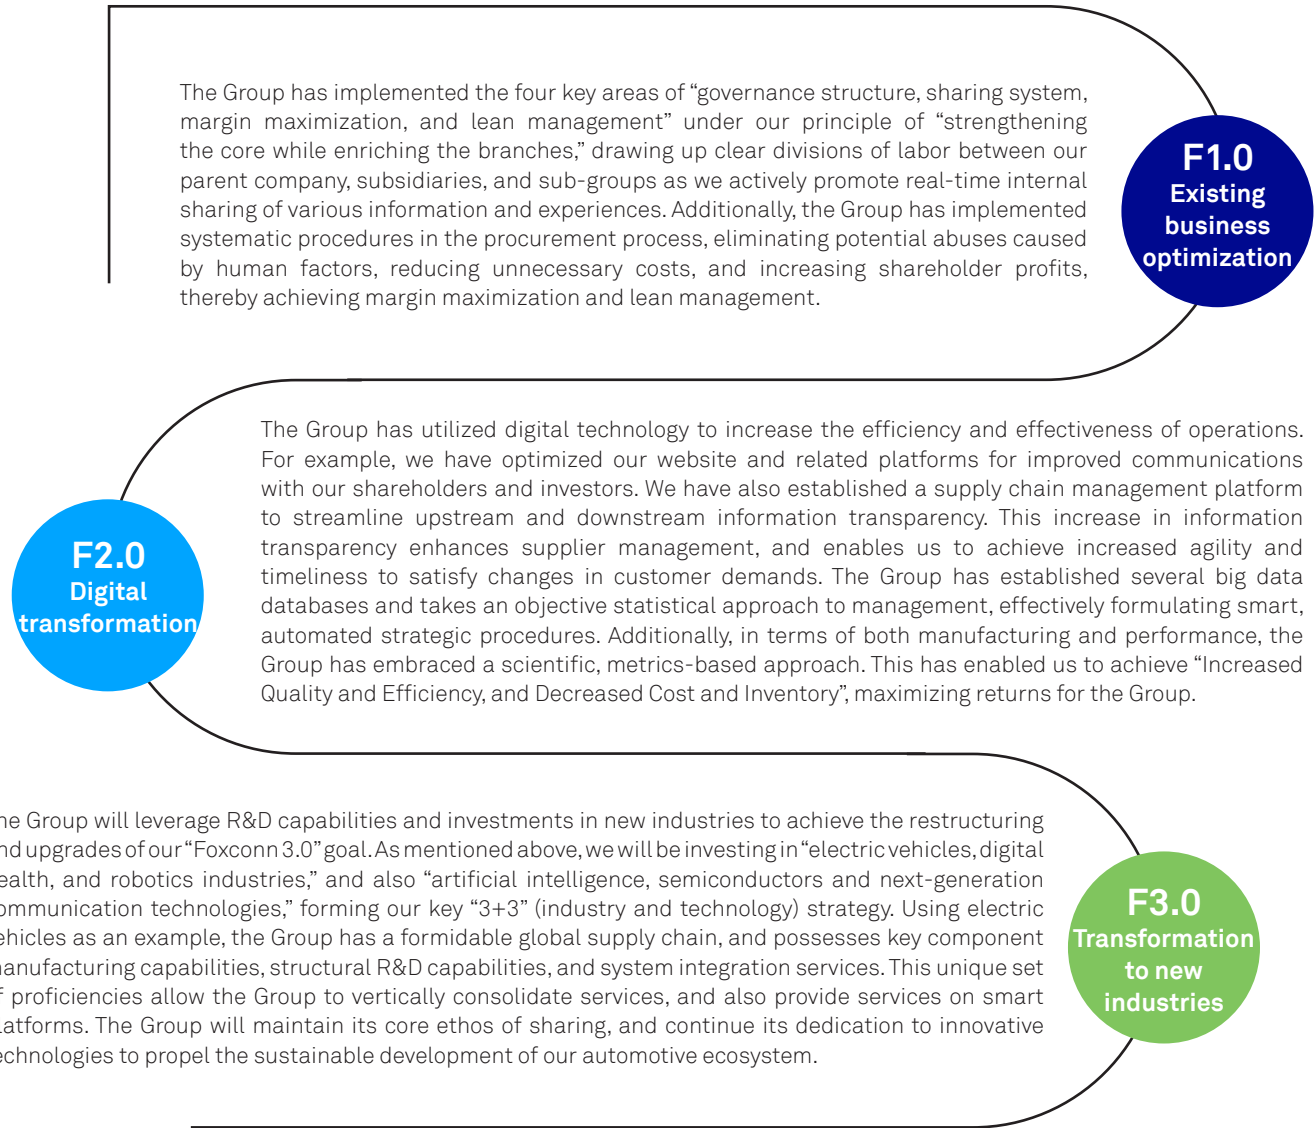 The Group has implemented the four key areas of “governance structure, sharing system,
margin maximization, and lean management” under our principle of “strengthening
the core while enriching the branches,” drawing up clear divisions of labor between our
parent company, subsidiaries, and sub-groups as we actively promote real-time internal
sharing of various information and experiences. Additionally, the Group has implemented
systematic procedures in the procurement process, eliminating potential abuses caused
by human factors, reducing unnecessary costs, and increasing shareholder profits,
thereby achieving margin maximization and lean management.
F1.0
Existing
business
optimization
F2.0
Digital
transformation
The Group has utilized digital technology to increase the efficiency and effectiveness of operations.
For example, we have optimized our website and related platforms for improved communications
with our shareholders and investors. We have also established a supply chain management platform
to streamline upstream and downstream information transparency. This increase in information
transparency enhances supplier management, and enables us to achieve increased agility and
timeliness to satisfy changes in customer demands. The Group has established several big data
databases and takes an objective statistical approach to management, effectively formulating smart,
automated strategic procedures. Additionally, in terms of both manufacturing and performance, the
Group has embraced a scientific, metrics-based approach. This has enabled us to achieve “Increased
Quality and Efficiency, and Decreased Cost and Inventory”, maximizing returns for the Group.
Group will leverage R&D capabilities and investments in new industries to achieve the restructuring
upgrades of our “Foxconn 3.0” goal. As mentioned above, we will be investing in “electric vehicles, digital
and robotics industries,” and also “artificial intelligence, semiconductors and next-generation
technologies,” forming our key “3+3” (industry and technology) strategy. Using electric
as an example, the Group has a formidable global supply chain, and possesses key component
capabilities, structural R&D capabilities, and system integration services. This unique set
proficiencies allow the Group to vertically consolidate services, and also provide services on smart
The Group will maintain its core ethos of sharing, and continue its dedication to innovative
to propel the sustainable development of our automotive ecosystem.
F3.0
Transformation
to new
industries